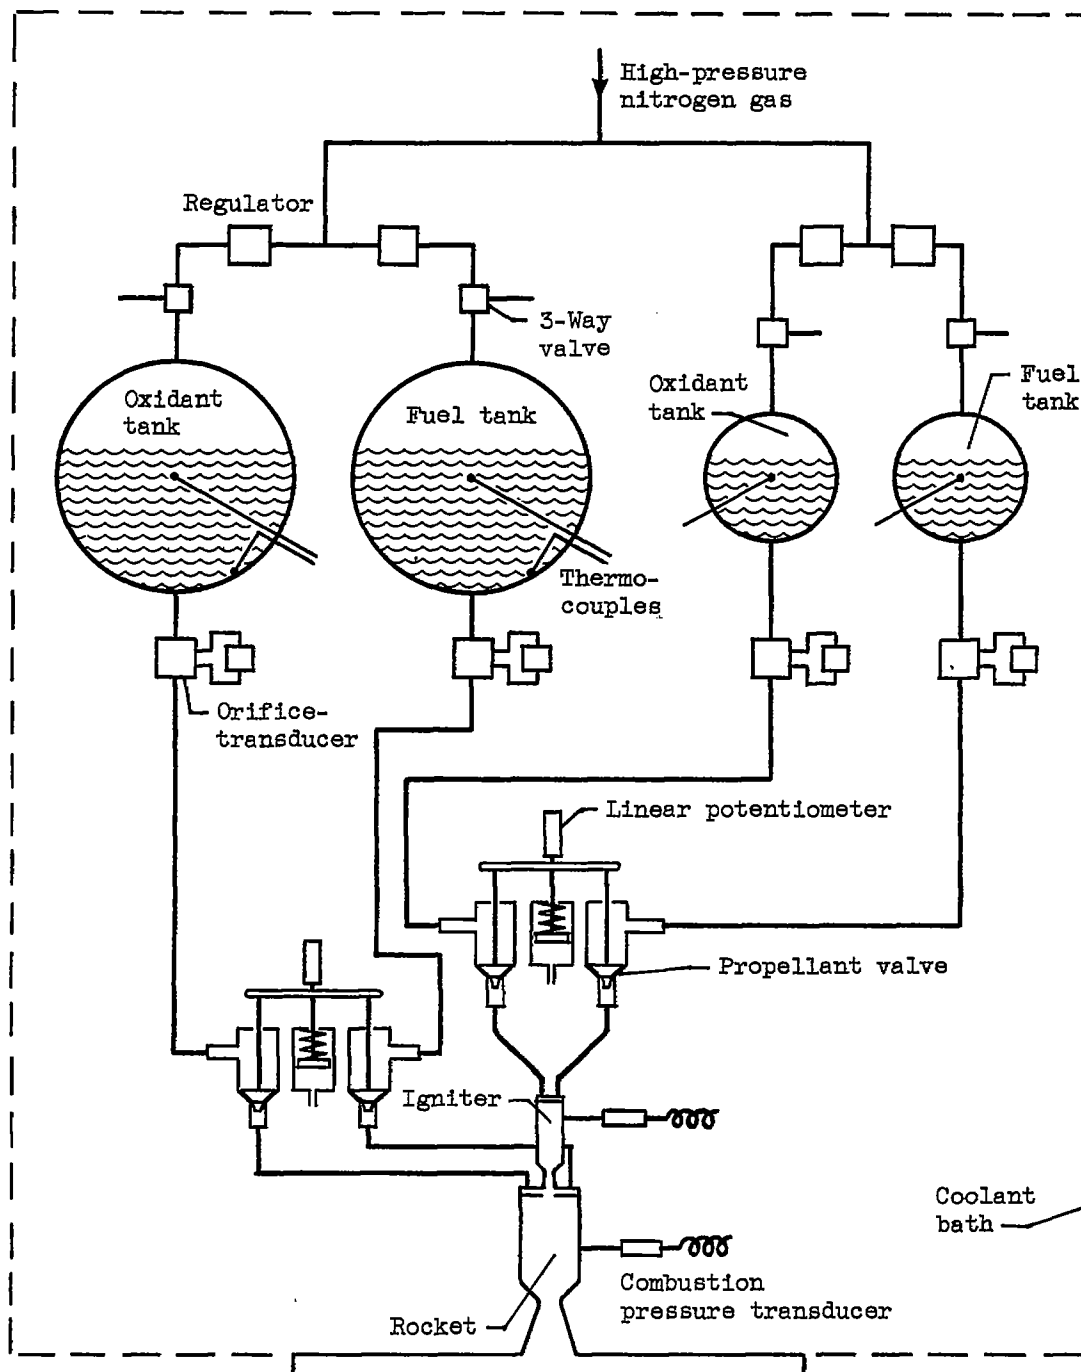 High-pressure
nitrogen gas
Regulator
3-Way
valve
Oxidant
tank
Fuel tank
Oxidant
tank
Fuel
tank
Thermo-
couples
Orifice-
transducer
Linear potentiometer
Propellant valve
Igniter
Coolant
bath
Combustion
pressure transducer
Rocket